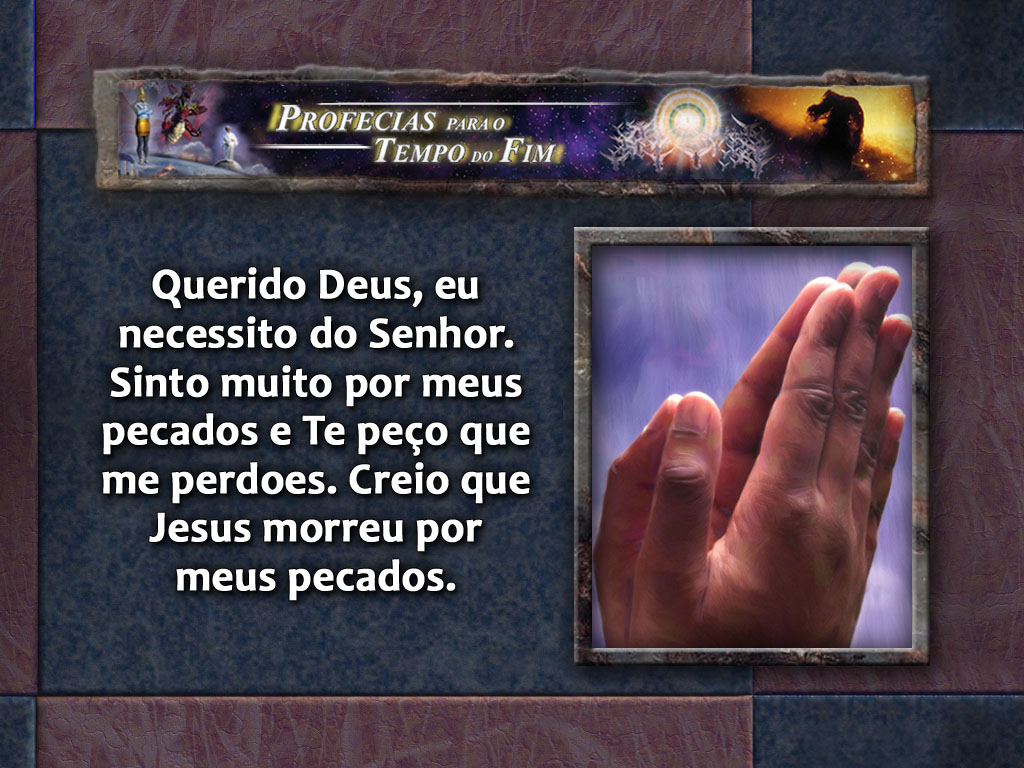 PROFECIAS PARA O
TEMPO DO FIM
Querido Deus, eu
necessito do Senhor.
Sinto muito por meus
pecados e Te peço que
me perdoes. Creio que
Jesus morreu por
meus pecados.